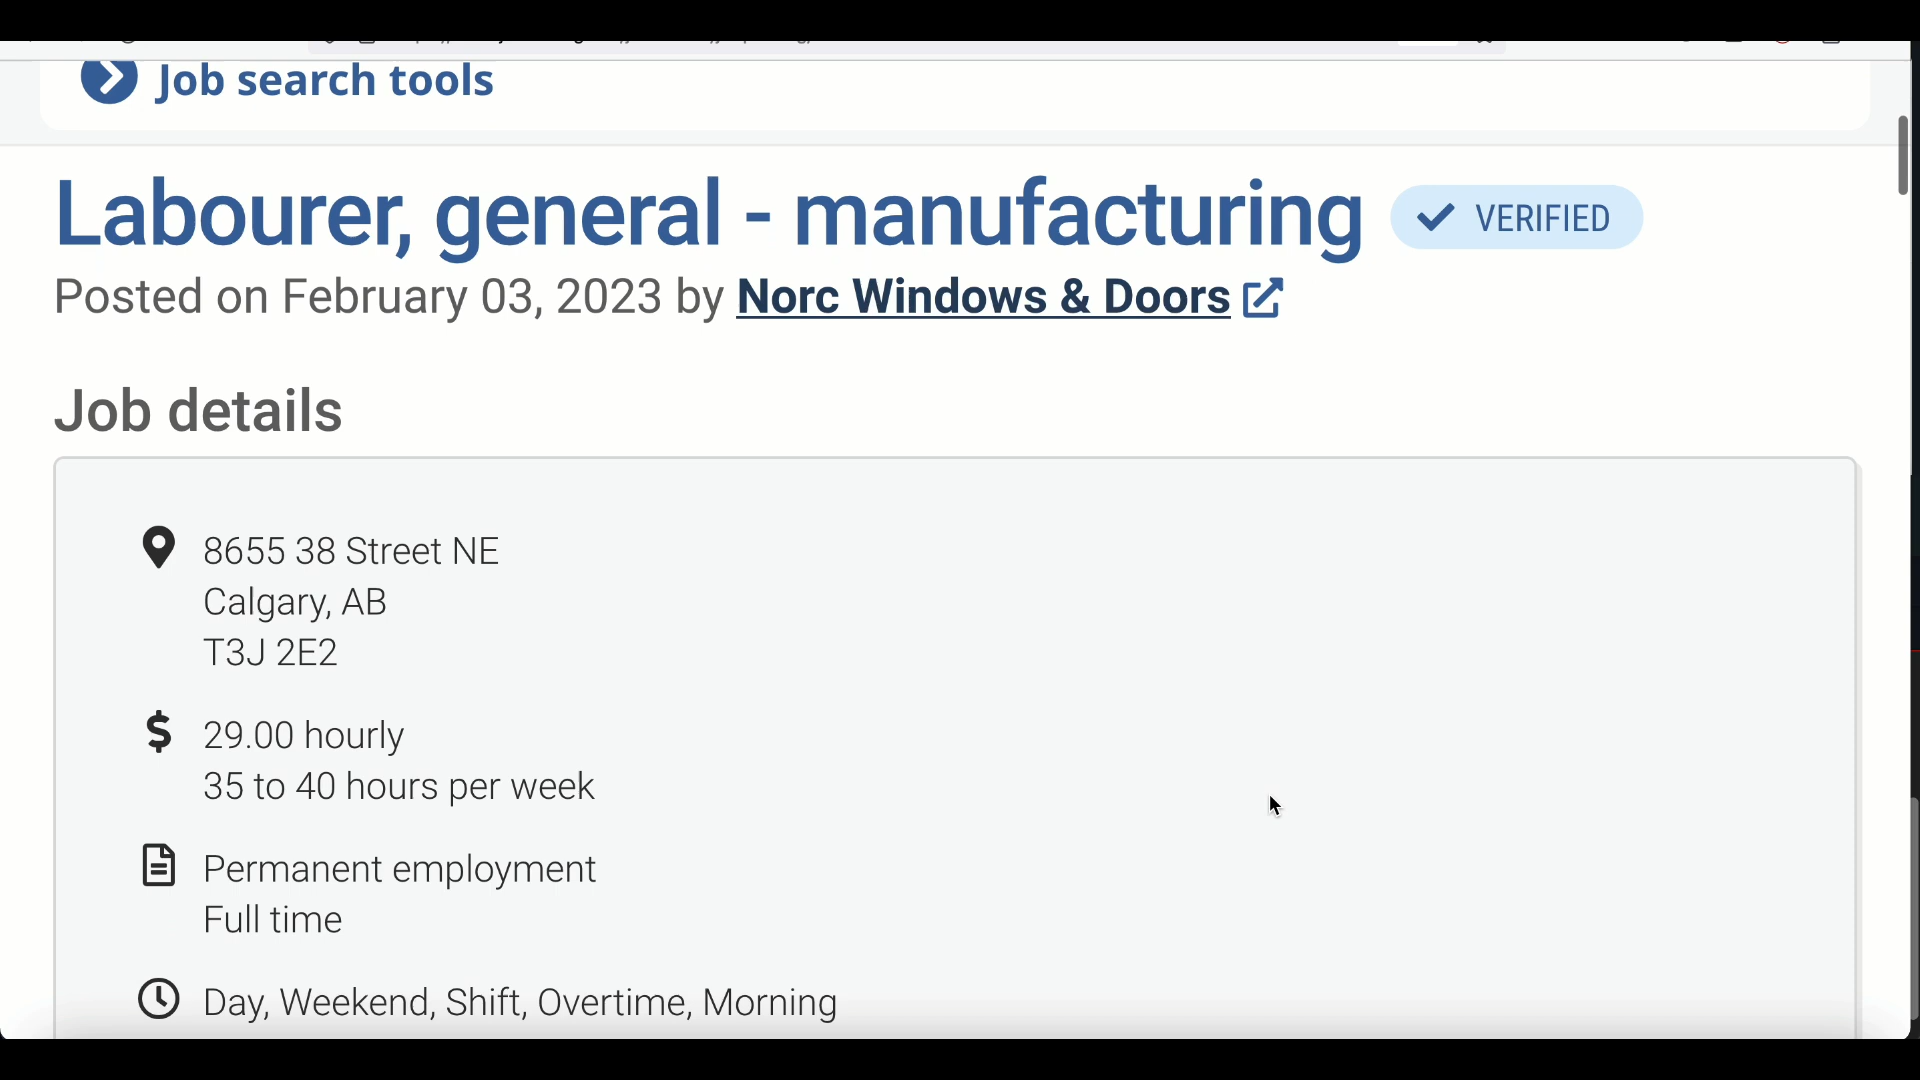 Job search tools
Labourer, general - manufacturing VERIFIED
Posted on February 03, 2023 by Norc Windows & Doors
Job details
8655 38 Street NE
Calgary, AB
T3J 2E2
$ 29.00 hourly
35 to 40 hours per week
Permanent employment
Full time
Day, Weekend, Shift, Overtime, Morning